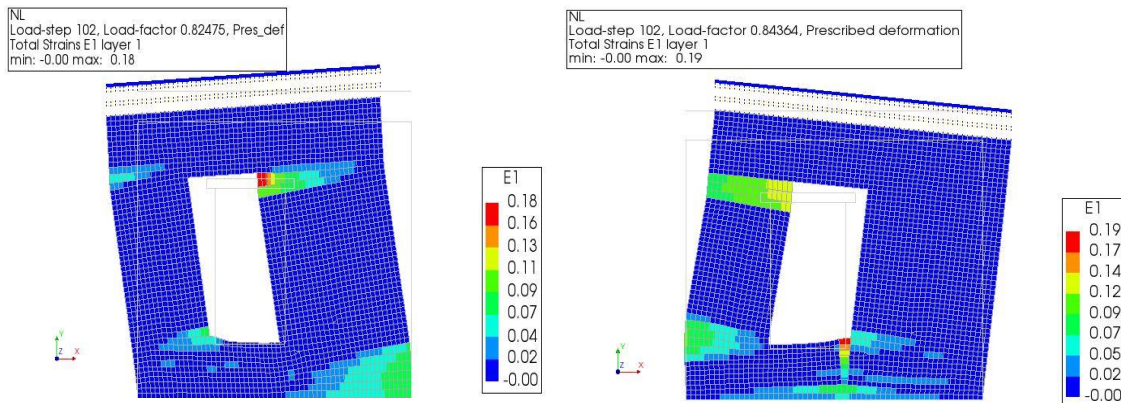 NL
Load-step 102, Load-factor 0.82475, Pres_def
Total Strains E1 layer 1
min: -0.00 max: 0.18
E1
0.18
0.16
0.13
0.11
0.09
0.07
0.04
0.02
-0.00
Y
Z X
NL
Load-step 102, Load-factor 0.84364, Prescribed deformation
Total Strains E1 layer 1
min: -0.00 max: 0.19
E1
0.19
0.17
0.14
0.12
0.09
0.07
0.05
0.02
-0.00
Y
Z X